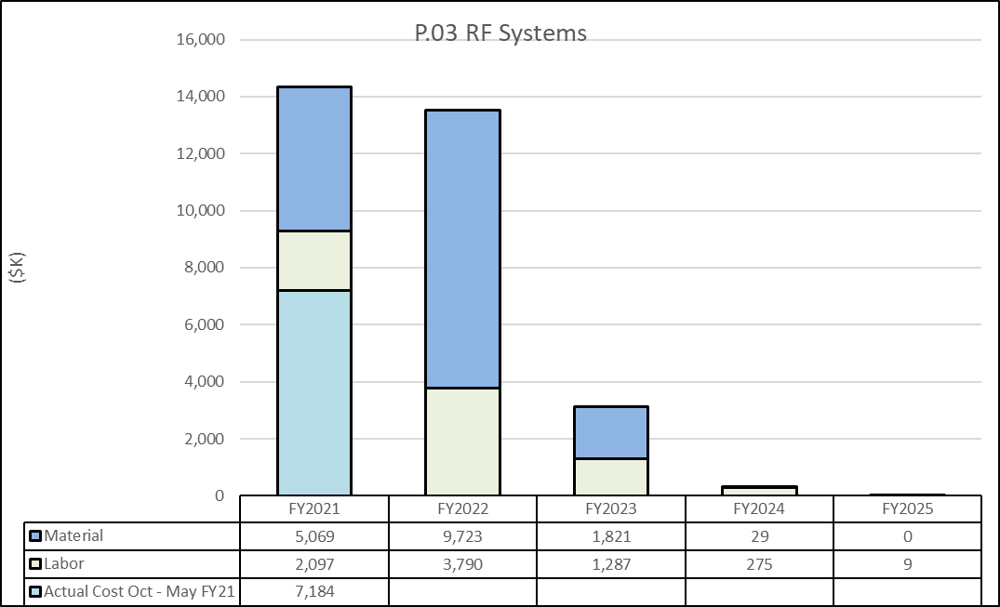 P.03 RF Systems
16,000
14,000
12,000
10,000
8,000
6,000
4,000
2,000
0
($K)
FY2021 FY2022 FY2023 FY2024 FY2025
Material 5,069 9,723 1,821 29 0
Labor 2,097 3,790 1,287 275 9
Actual Cost Oct - May FY21 7,184